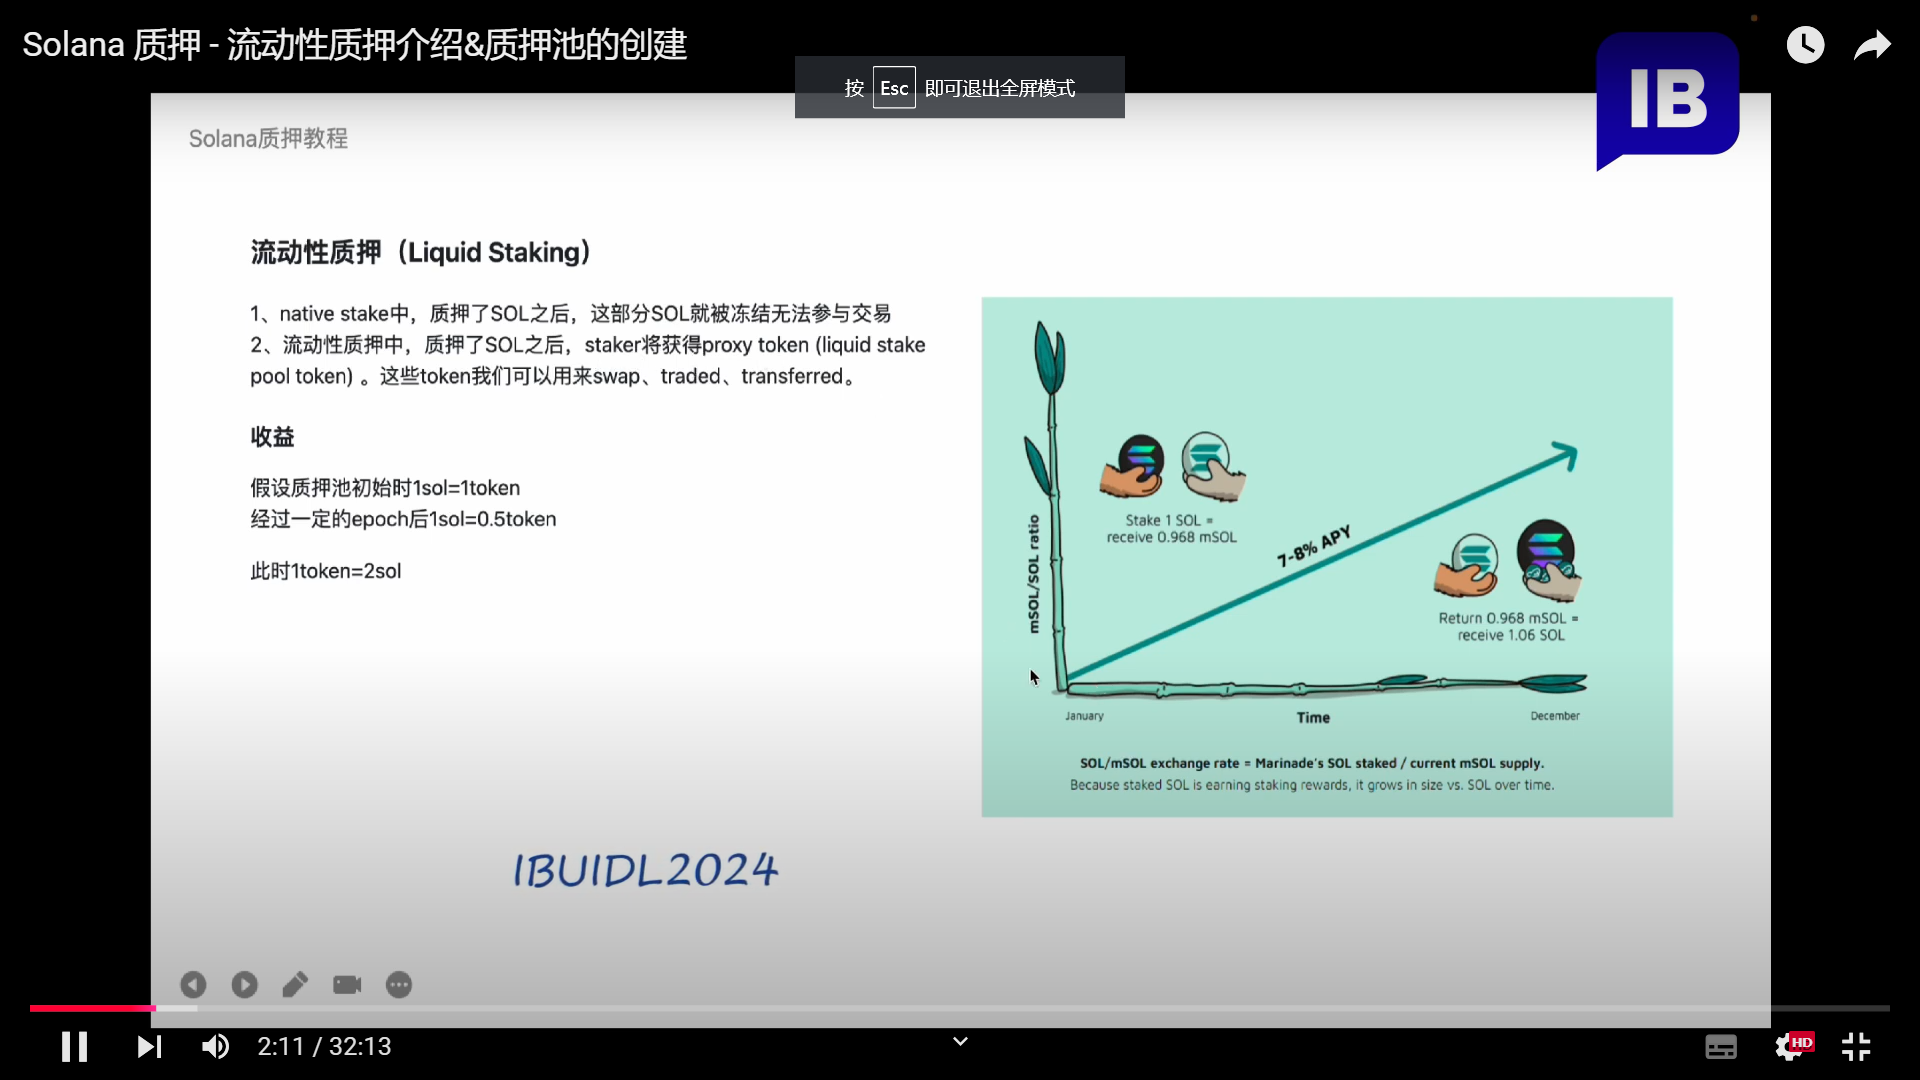 Solana 质押 - 流动性质押介绍&质押池的创建
按 Esc 即可退出全屏模式
IB
Solana质押教程
流动性质押（Liquid Staking）
1、native stake中，质押了SOL之后，这部分SOL就被冻结无法参与交易
2、流动性质押中，质押了SOL之后，staker将获得proxy token (liquid stake
pool token) 。这些token我们可以用来swap、traded、transferred。
收益
假设质押池初始时1sol=1token
经过一定的epoch后1sol=0.5token
此时1token=2sol
Stake 1 SOL =
receive 0.968 mSOL
mSOL/SOL ratio
7-8% APY
Return 0.968 mSOL =
receive 1.06 SOL
January
Time
December
SOL/mSOL exchange rate = Marinade's SOL staked / current mSOL supply.
Because staked SOL is earning staking rewards, it grows in size vs. SOL over time.
IBUIDL2024
2:11 / 32:13
HD